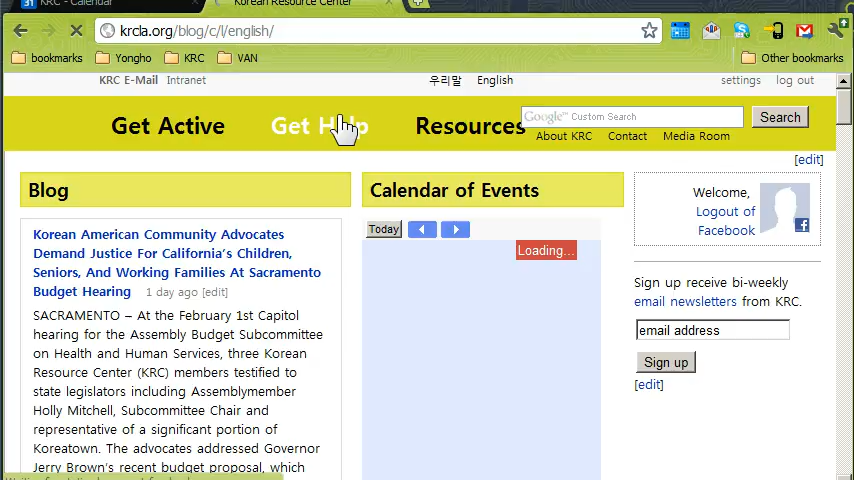 KRC - Calendar
Korean Resource Center
krcla.org/blog/c/l/english/
bookmarks Yongho KRC VAN Other bookmarks
KRC E-Mail Intranet 우리말 English settings log out
Get Active Get Help Resources Google™ Custom Search Search
About KRC Contact Media Room
[edit]
Blog
Korean American Community Advocates
Demand Justice For California's Children,
Seniors, And Working Families At Sacramento
Budget Hearing 1 day ago [edit]
SACRAMENTO – At the February 1st Capitol
hearing for the Assembly Budget Subcommittee
on Health and Human Services, three Korean
Resource Center (KRC) members testified to
state legislators including Assemblymember
Holly Mitchell, Subcommittee Chair and
representative of a significant portion of
Koreatown. The advocates addressed Governor
Jerry Brown's recent budget proposal, which
Calendar of Events
Today
Loading...
Welcome,
Logout of
Facebook
Sign up receive bi-weekly
email newsletters from KRC.
email address
Sign up
[edit]